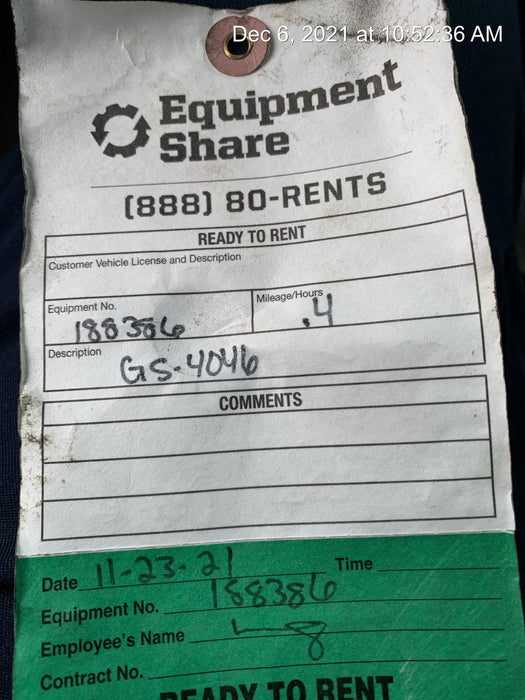 Dec 6, 2021 at 10:52:36 AM
Equipment
Share
(888) 80-RENTS
READY TO RENT
Customer Vehicle License and Description
Equipment No. Mileage/Hours
188386 .4
Description
GS-4046
COMMENTS
Date 11-23-21 Time
Equipment No. 188386
Employee's Name
Contract No.
READY TO RENT